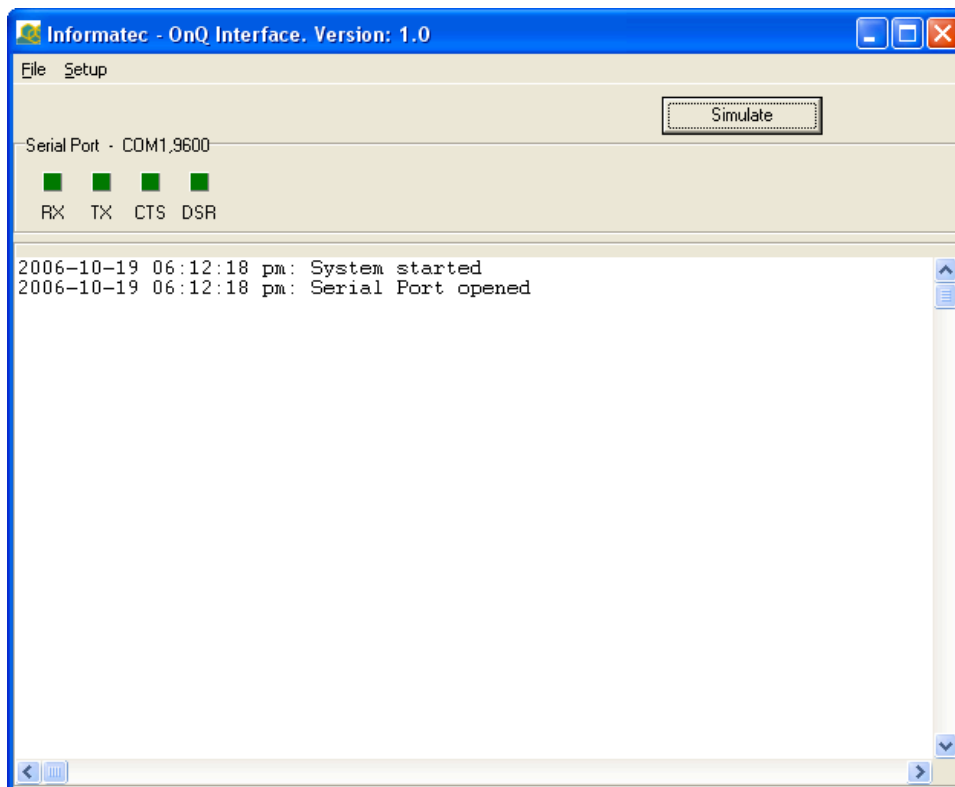 Informatec - OnQ Interface. Version: 1.0
File Setup
Simulate
Serial Port - COM1,9600
RX TX CTS DSR
2006-10-19 06:12:18 pm: System started
2006-10-19 06:12:18 pm: Serial Port opened